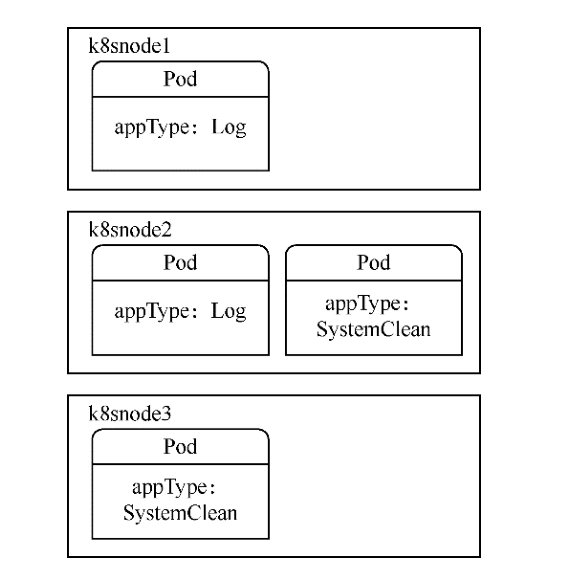 k8snode1
Pod
appType: Log
k8snode2
Pod
appType: Log
Pod
appType:
SystemClean
k8snode3
Pod
appType:
SystemClean